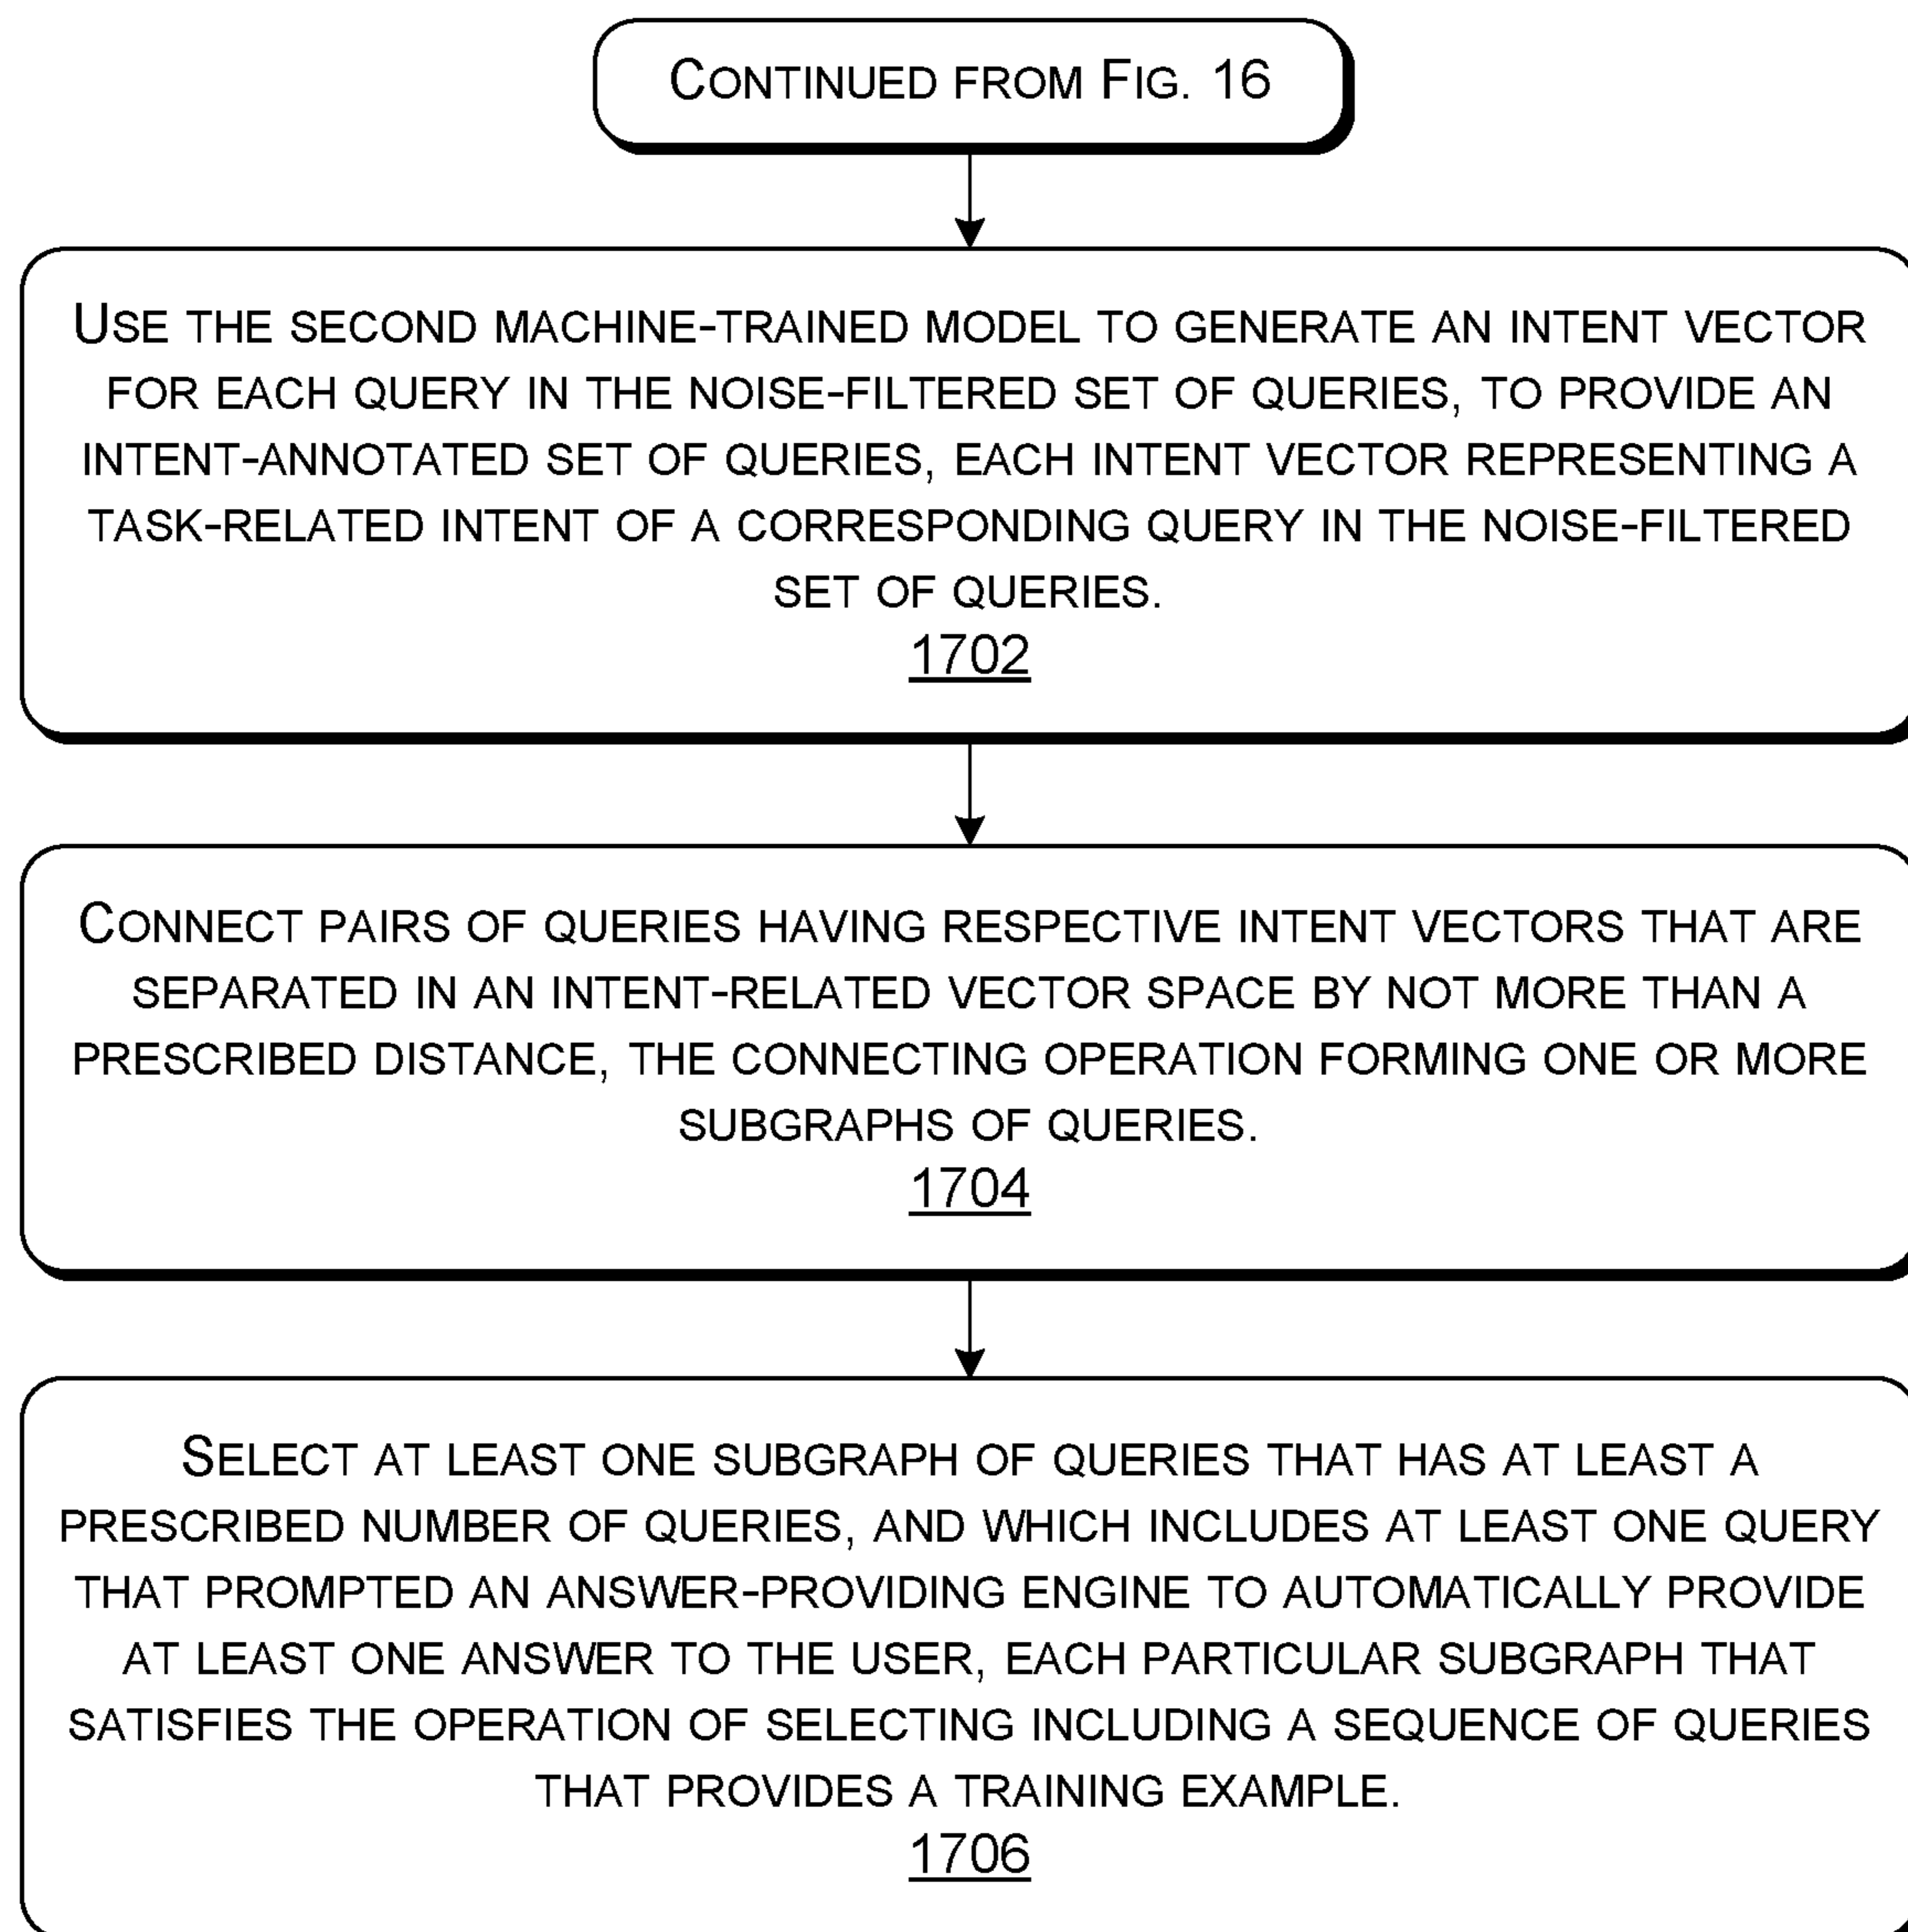 CONTINUED FROM FIG. 16
USE THE SECOND MACHINE-TRAINED MODEL TO GENERATE AN INTENT VECTOR
FOR EACH QUERY IN THE NOISE-FILTERED SET OF QUERIES, TO PROVIDE AN
INTENT-ANNOTATED SET OF QUERIES, EACH INTENT VECTOR REPRESENTING A
TASK-RELATED INTENT OF A CORRESPONDING QUERY IN THE NOISE-FILTERED
SET OF QUERIES.
1702
CONNECT PAIRS OF QUERIES HAVING RESPECTIVE INTENT VECTORS THAT ARE
SEPARATED IN AN INTENT-RELATED VECTOR SPACE BY NOT MORE THAN A
PRESCRIBED DISTANCE, THE CONNECTING OPERATION FORMING ONE OR MORE
SUBGRAPHS OF QUERIES.
1704
SELECT AT LEAST ONE SUBGRAPH OF QUERIES THAT HAS AT LEAST A
PRESCRIBED NUMBER OF QUERIES, AND WHICH INCLUDES AT LEAST ONE QUERY
THAT PROMPTED AN ANSWER-PROVIDING ENGINE TO AUTOMATICALLY PROVIDE
AT LEAST ONE ANSWER TO THE USER, EACH PARTICULAR SUBGRAPH THAT
SATISFIES THE OPERATION OF SELECTING INCLUDING A SEQUENCE OF QUERIES
THAT PROVIDES A TRAINING EXAMPLE.
1706